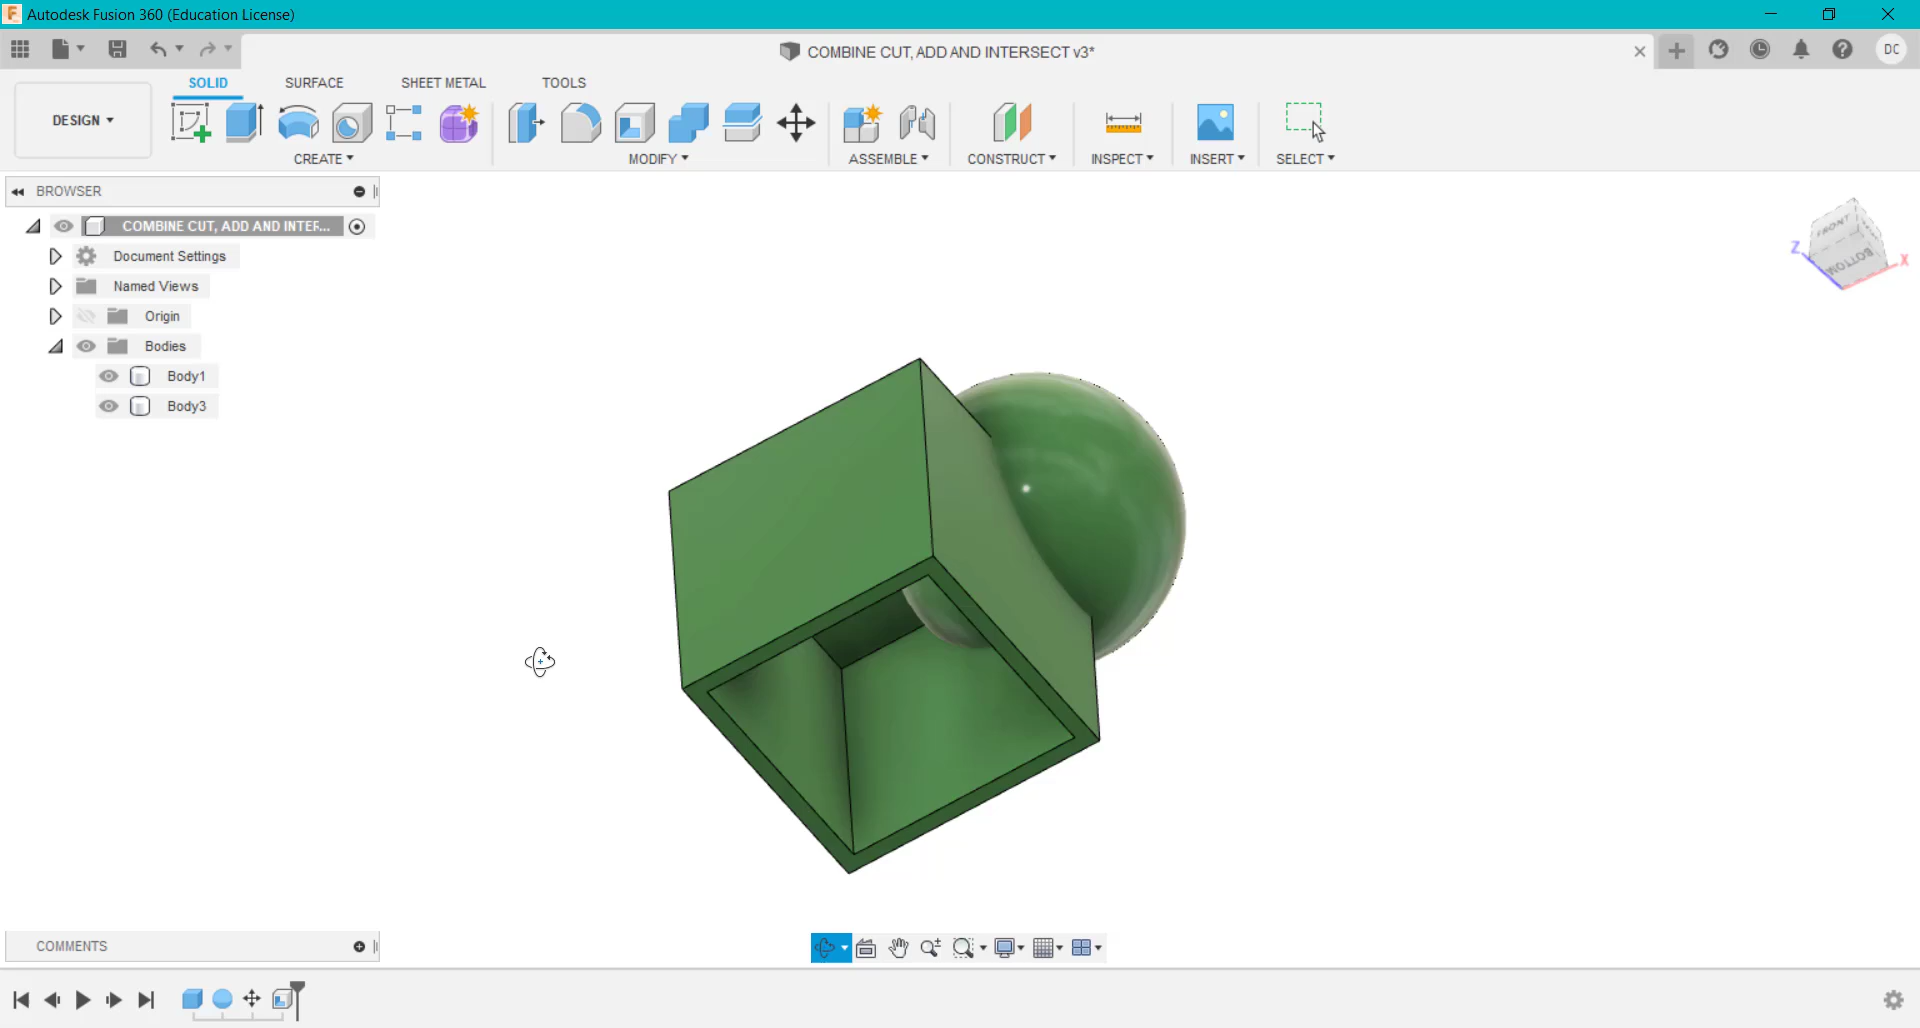 Autodesk Fusion 360 (Education License)
COMBINE CUT, ADD AND INTERSECT v3*
DC
SOLID SURFACE SHEET METAL TOOLS
DESIGN
CREATE MODIFY ASSEMBLE CONSTRUCT INSPECT INSERT SELECT
BROWSER
COMBINE CUT, ADD AND INTER...
Document Settings
Named Views
Origin
Bodies
Body1
Body3
FRONT
BOTTOM
Z
X
COMMENTS